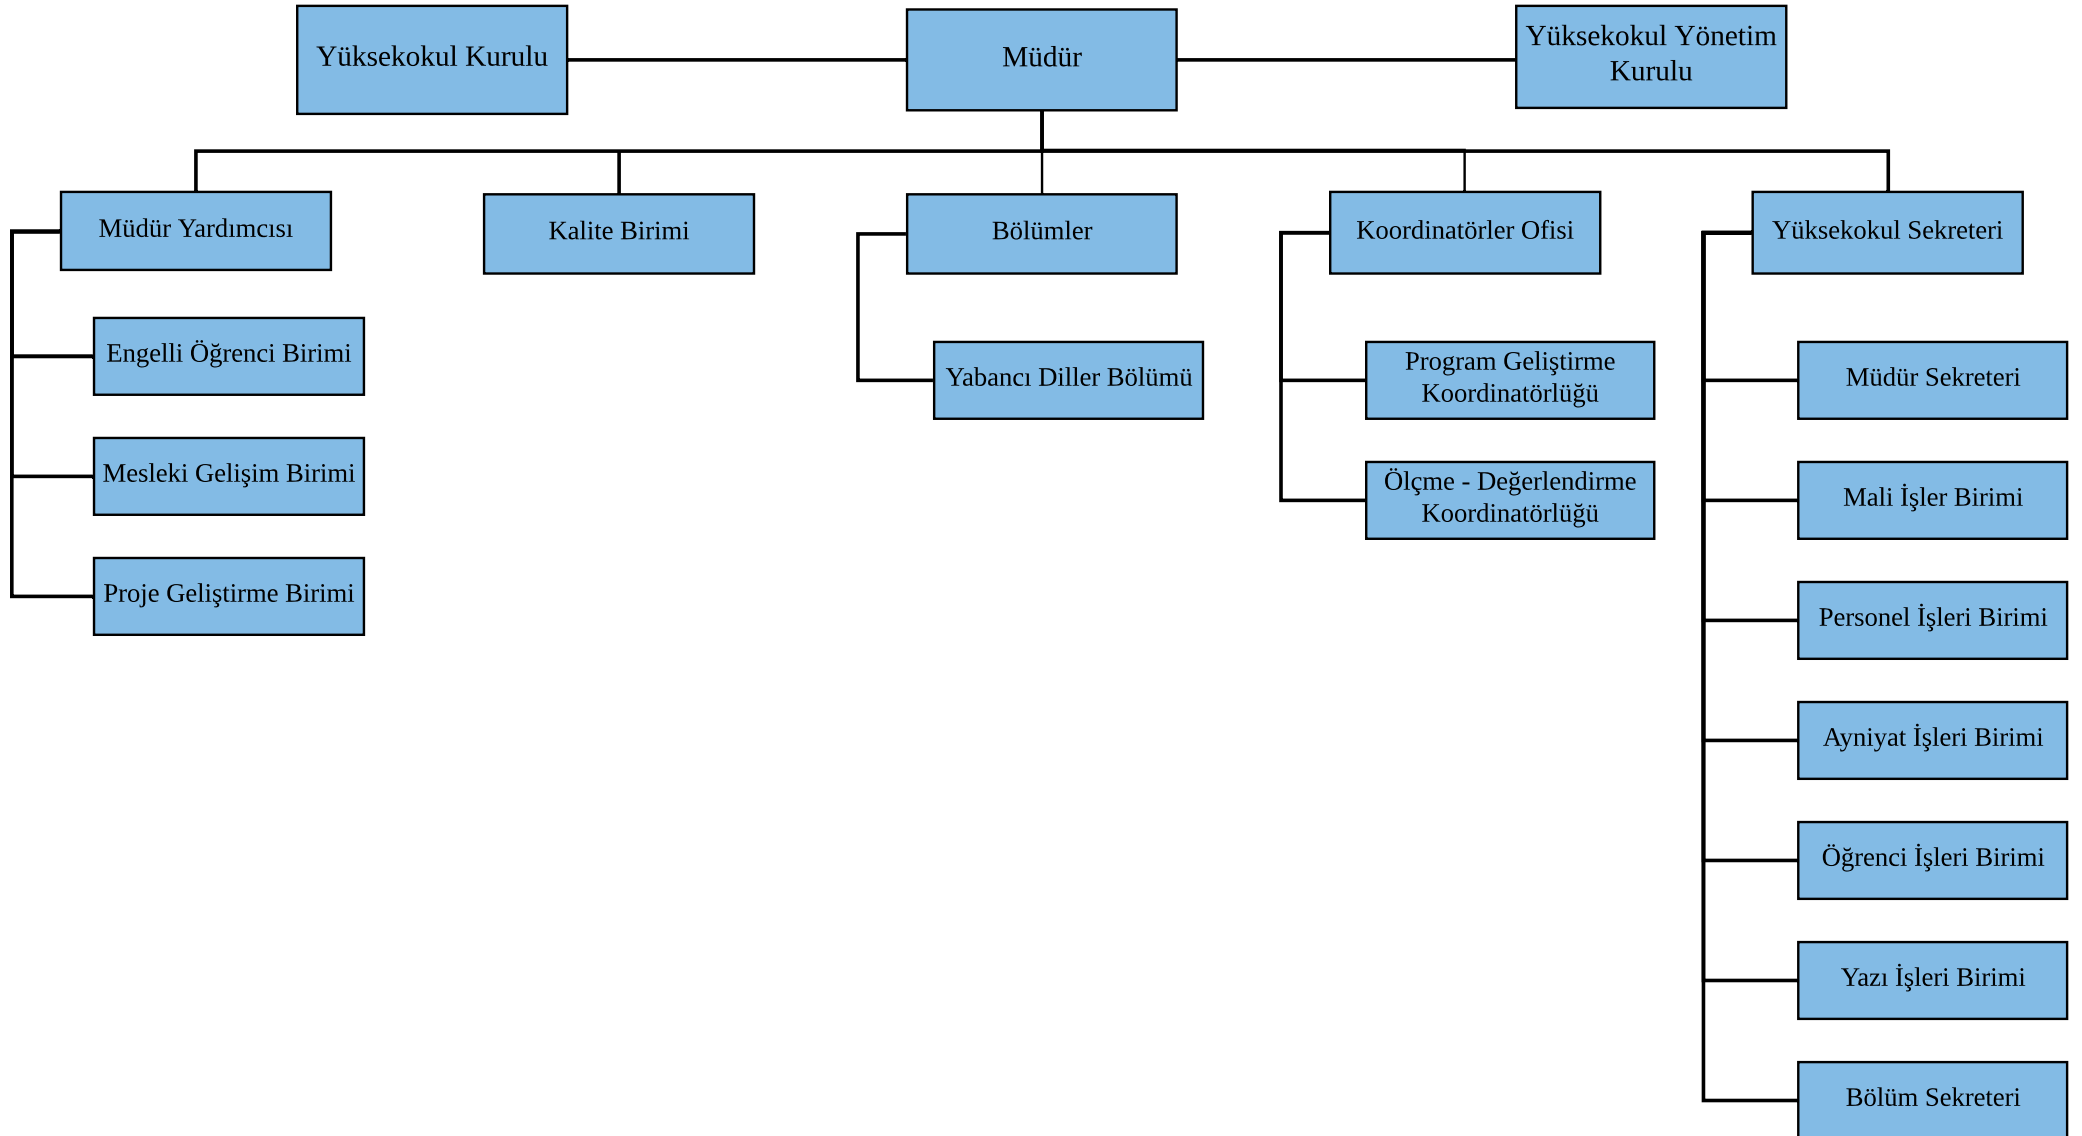 Yüksekokul Kurulu
Müdür
Yüksekokul Yönetim
Kurulu
Müdür Yardımcısı
Kalite Birimi
Bölümler
Koordinatörler Ofisi
Yüksekokul Sekreteri
Engelli Öğrenci Birimi
Mesleki Gelişim Birimi
Proje Geliştirme Birimi
Yabancı Diller Bölümü
Program Geliştirme
Koordinatörlüğü
Ölçme - Değerlendirme
Koordinatörlüğü
Müdür Sekreteri
Mali İşler Birimi
Personel İşleri Birimi
Ayniyat İşleri Birimi
Öğrenci İşleri Birimi
Yazı İşleri Birimi
Bölüm Sekreteri